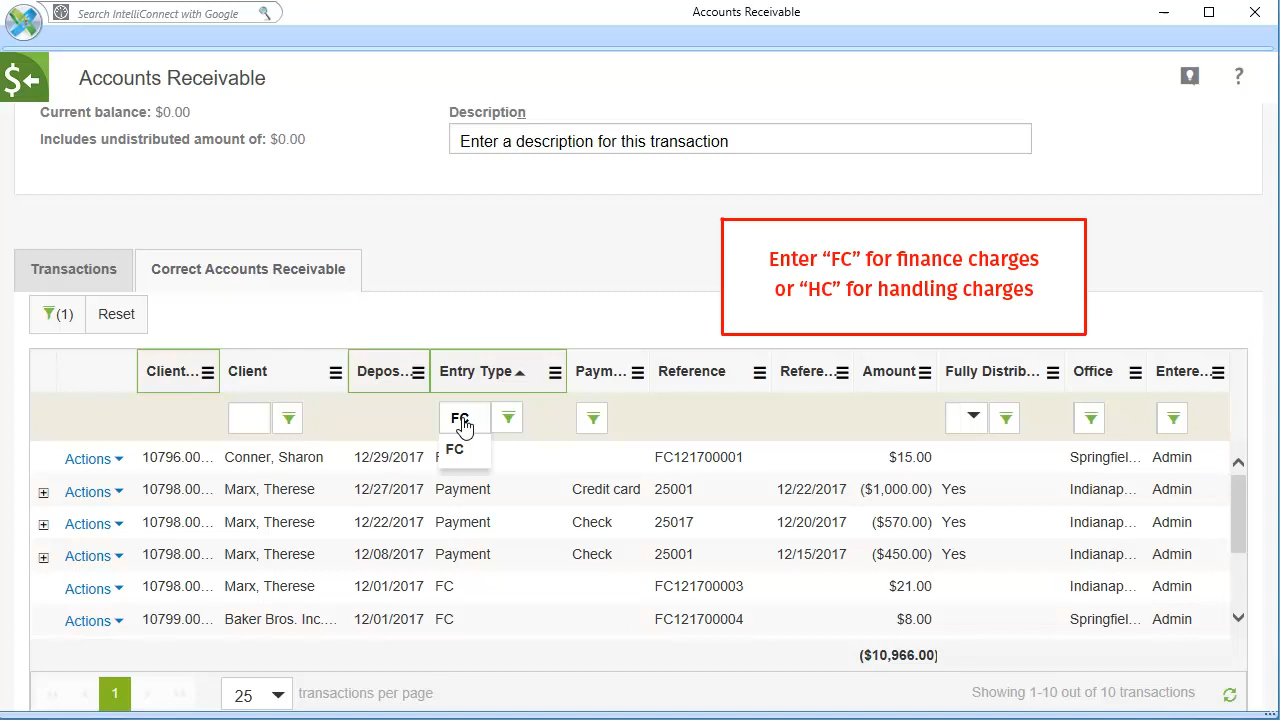 Search IntelliConnect with Google
Accounts Receivable
Accounts Receivable
?
Current balance: $0.00
Description
Includes undistributed amount of: $0.00
Enter a description for this transaction
Enter “FC” for finance charges
or “HC” for handling charges
Transactions
Correct Accounts Receivable
(1)
Reset
Client...
Client
Depos...
Entry Type
Paym...
Reference
Refere...
Amount
Fully Distrib...
Office
Entere...
FC
FC
Actions 10796.00... Conner, Sharon 12/29/2017 FC121700001 $15.00 Springfiel... Admin
Actions 10798.00... Marx, Therese 12/27/2017 Payment Credit card 25001 12/22/2017 ($1,000.00) Yes Indianap... Admin
Actions 10798.00... Marx, Therese 12/22/2017 Payment Check 25017 12/20/2017 ($570.00) Yes Indianap... Admin
Actions 10798.00... Marx, Therese 12/08/2017 Payment Check 25001 12/15/2017 ($450.00) Yes Indianap... Admin
Actions 10798.00... Marx, Therese 12/01/2017 FC FC121700003 $21.00 Indianap... Admin
Actions 10799.00... Baker Bros. Inc.... 12/01/2017 FC FC121700004 $8.00 Springfiel... Admin
($10,966.00)
1
25
transactions per page
Showing 1-10 out of 10 transactions